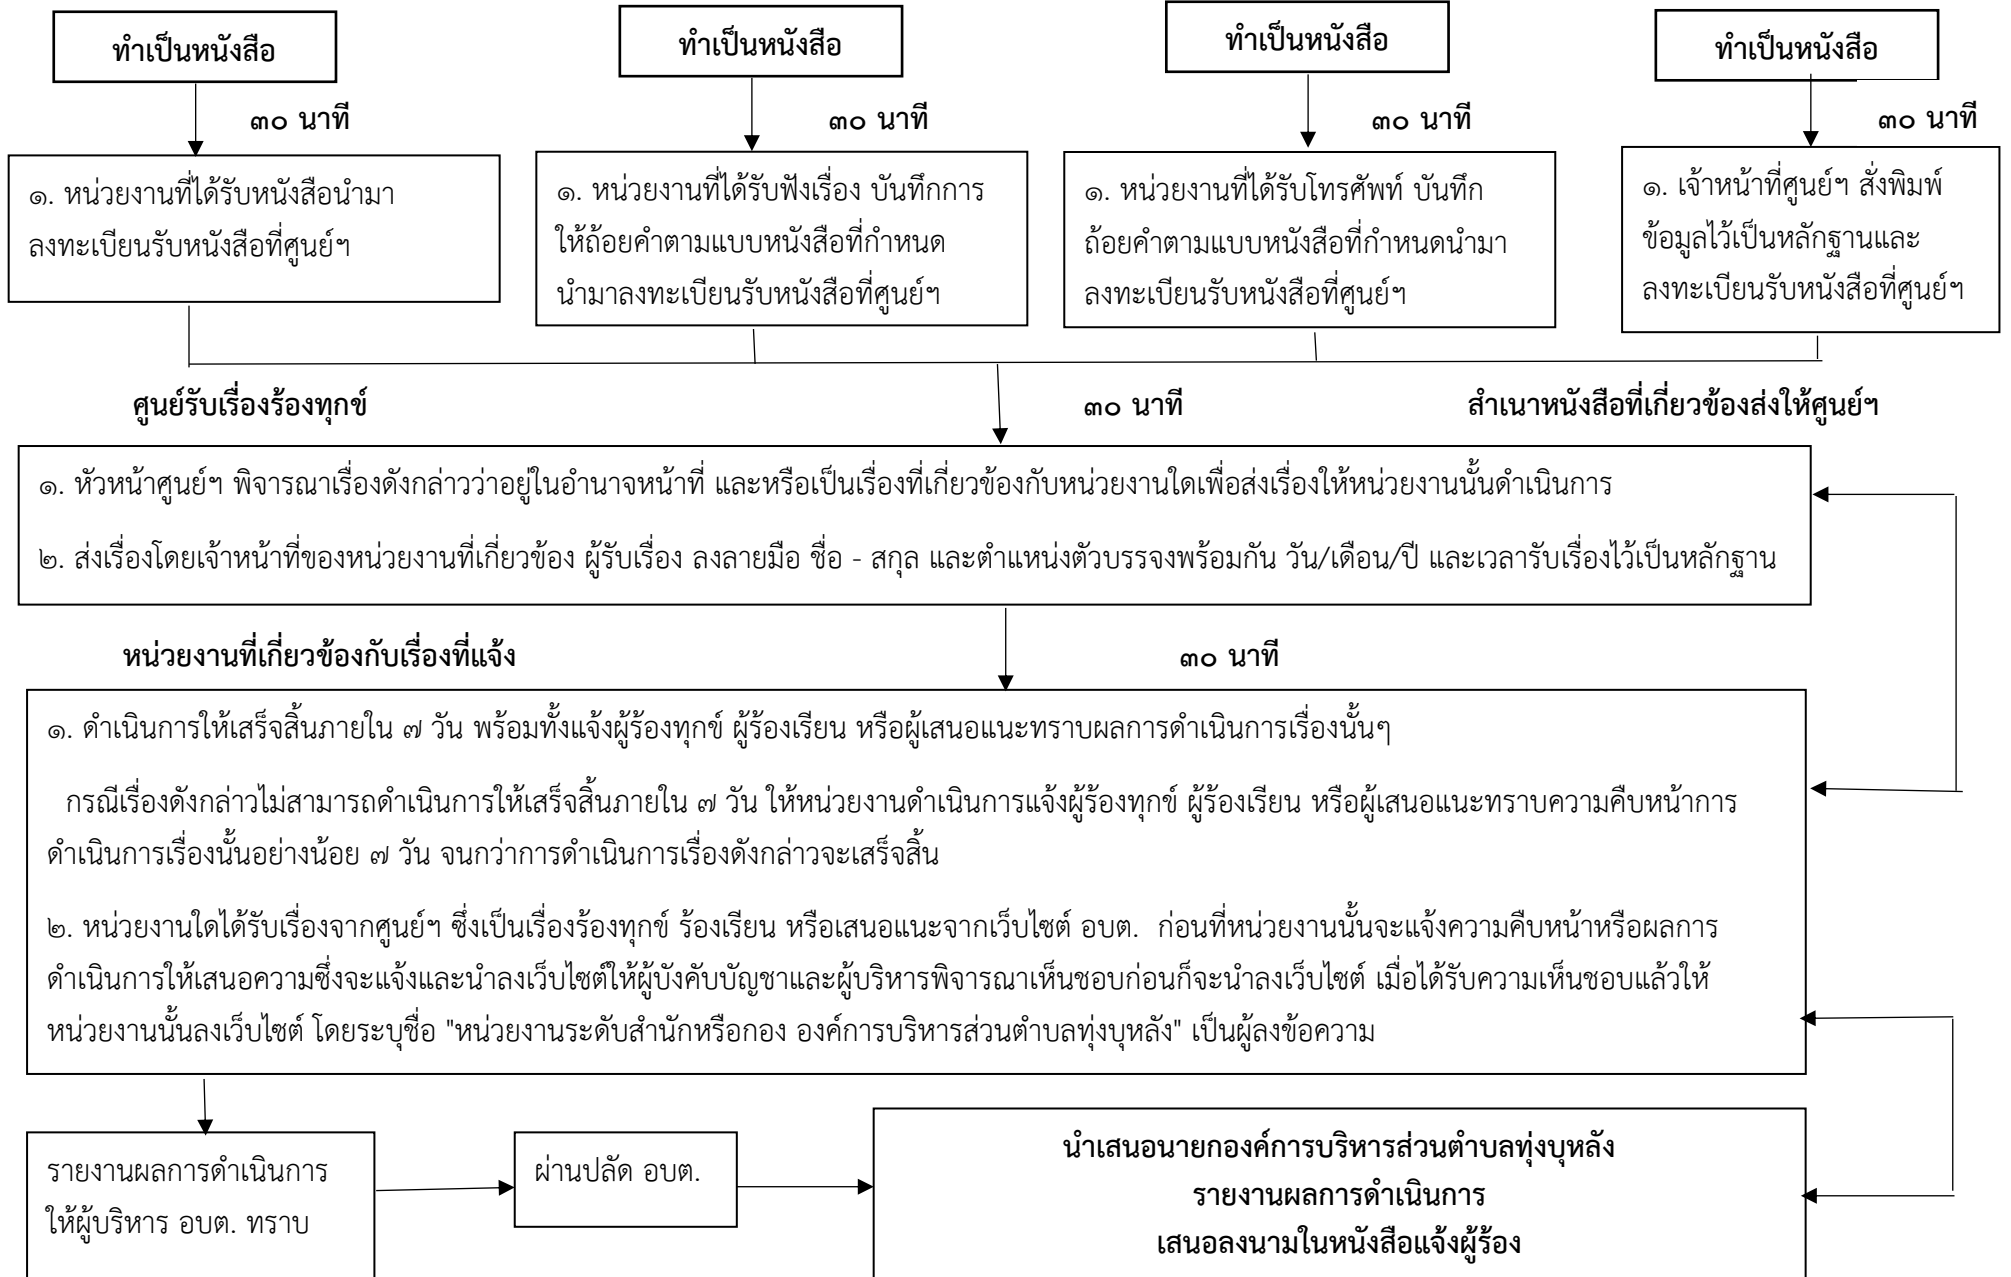 ทำเป็นหนังสือ
ทำเป็นหนังสือ
ทำเป็นหนังสือ
ทำเป็นหนังสือ
๓๐ นาที
๓๐ นาที
๓๐ นาที
๓๐ นาที
๑. หน่วยงานที่ได้รับหนังสือนำมา
ลงทะเบียนรับหนังสือที่ศูนย์ฯ
๑. หน่วยงานที่ได้รับฟังเรื่อง บันทึกการ
ให้ถ้อยคำตามแบบหนังสือที่กำหนด
นำมาลงทะเบียนรับหนังสือที่ศูนย์ฯ
๑. หน่วยงานที่ได้รับโทรศัพท์ บันทึก
ถ้อยคำตามแบบหนังสือที่กำหนดนำมา
ลงทะเบียนรับหนังสือที่ศูนย์ฯ
๑. เจ้าหน้าที่ศูนย์ฯ สั่งพิมพ์
ข้อมูลไว้เป็นหลักฐานและ
ลงทะเบียนรับหนังสือที่ศูนย์ฯ
ศูนย์รับเรื่องร้องทุกข์
๓๐ นาที
สำเนาหนังสือที่เกี่ยวข้องส่งให้ศูนย์ฯ
๑. หัวหน้าศูนย์ฯ พิจารณาเรื่องดังกล่าวว่าอยู่ในอำนาจหน้าที่ และหรือเป็นเรื่องที่เกี่ยวข้องกับหน่วยงานใดเพื่อส่งเรื่องให้หน่วยงานนั้นดำเนินการ
๒. ส่งเรื่องโดยเจ้าหน้าที่ของหน่วยงานที่เกี่ยวข้อง ผู้รับเรื่อง ลงลายมือ ชื่อ - สกุล และตำแหน่งตัวบรรจงพร้อมกัน วัน/เดือน/ปี และเวลารับเรื่องไว้เป็นหลักฐาน
หน่วยงานที่เกี่ยวข้องกับเรื่องที่แจ้ง
๓๐ นาที
๑. ดำเนินการให้เสร็จสิ้นภายใน ๗ วัน พร้อมทั้งแจ้งผู้ร้องทุกข์ ผู้ร้องเรียน หรือผู้เสนอแนะทราบผลการดำเนินการเรื่องนั้นๆ
กรณีเรื่องดังกล่าวไม่สามารถดำเนินการให้เสร็จสิ้นภายใน ๗ วัน ให้หน่วยงานดำเนินการแจ้งผู้ร้องทุกข์ ผู้ร้องเรียน หรือผู้เสนอแนะทราบความคืบหน้าการ
ดำเนินการเรื่องนั้นอย่างน้อย ๗ วัน จนกว่าการดำเนินการเรื่องดังกล่าวจะเสร็จสิ้น
๒. หน่วยงานใดได้รับเรื่องจากศูนย์ฯ ซึ่งเป็นเรื่องร้องทุกข์ ร้องเรียน หรือเสนอแนะจากเว็บไซต์ อบต. ก่อนที่หน่วยงานนั้นจะแจ้งความคืบหน้าหรือผลการ
ดำเนินการให้เสนอความซึ่งจะแจ้งและนำลงเว็บไซต์ให้ผู้บังคับบัญชาและผู้บริหารพิจารณาเห็นชอบก่อนก็จะนำลงเว็บไซต์ เมื่อได้รับความเห็นชอบแล้วให้
หน่วยงานนั้นลงเว็บไซต์ โดยระบุชื่อ "หน่วยงานระดับสำนักหรือกอง องค์การบริหารส่วนตำบลทุ่งบุหลัง" เป็นผู้ลงข้อความ
รายงานผลการดำเนินการ
ให้ผู้บริหาร อบต. ทราบ
ผ่านปลัด อบต.
นำเสนอนายกองค์การบริหารส่วนตำบลทุ่งบุหลัง
รายงานผลการดำเนินการ
เสนอลงนามในหนังสือแจ้งผู้ร้อง